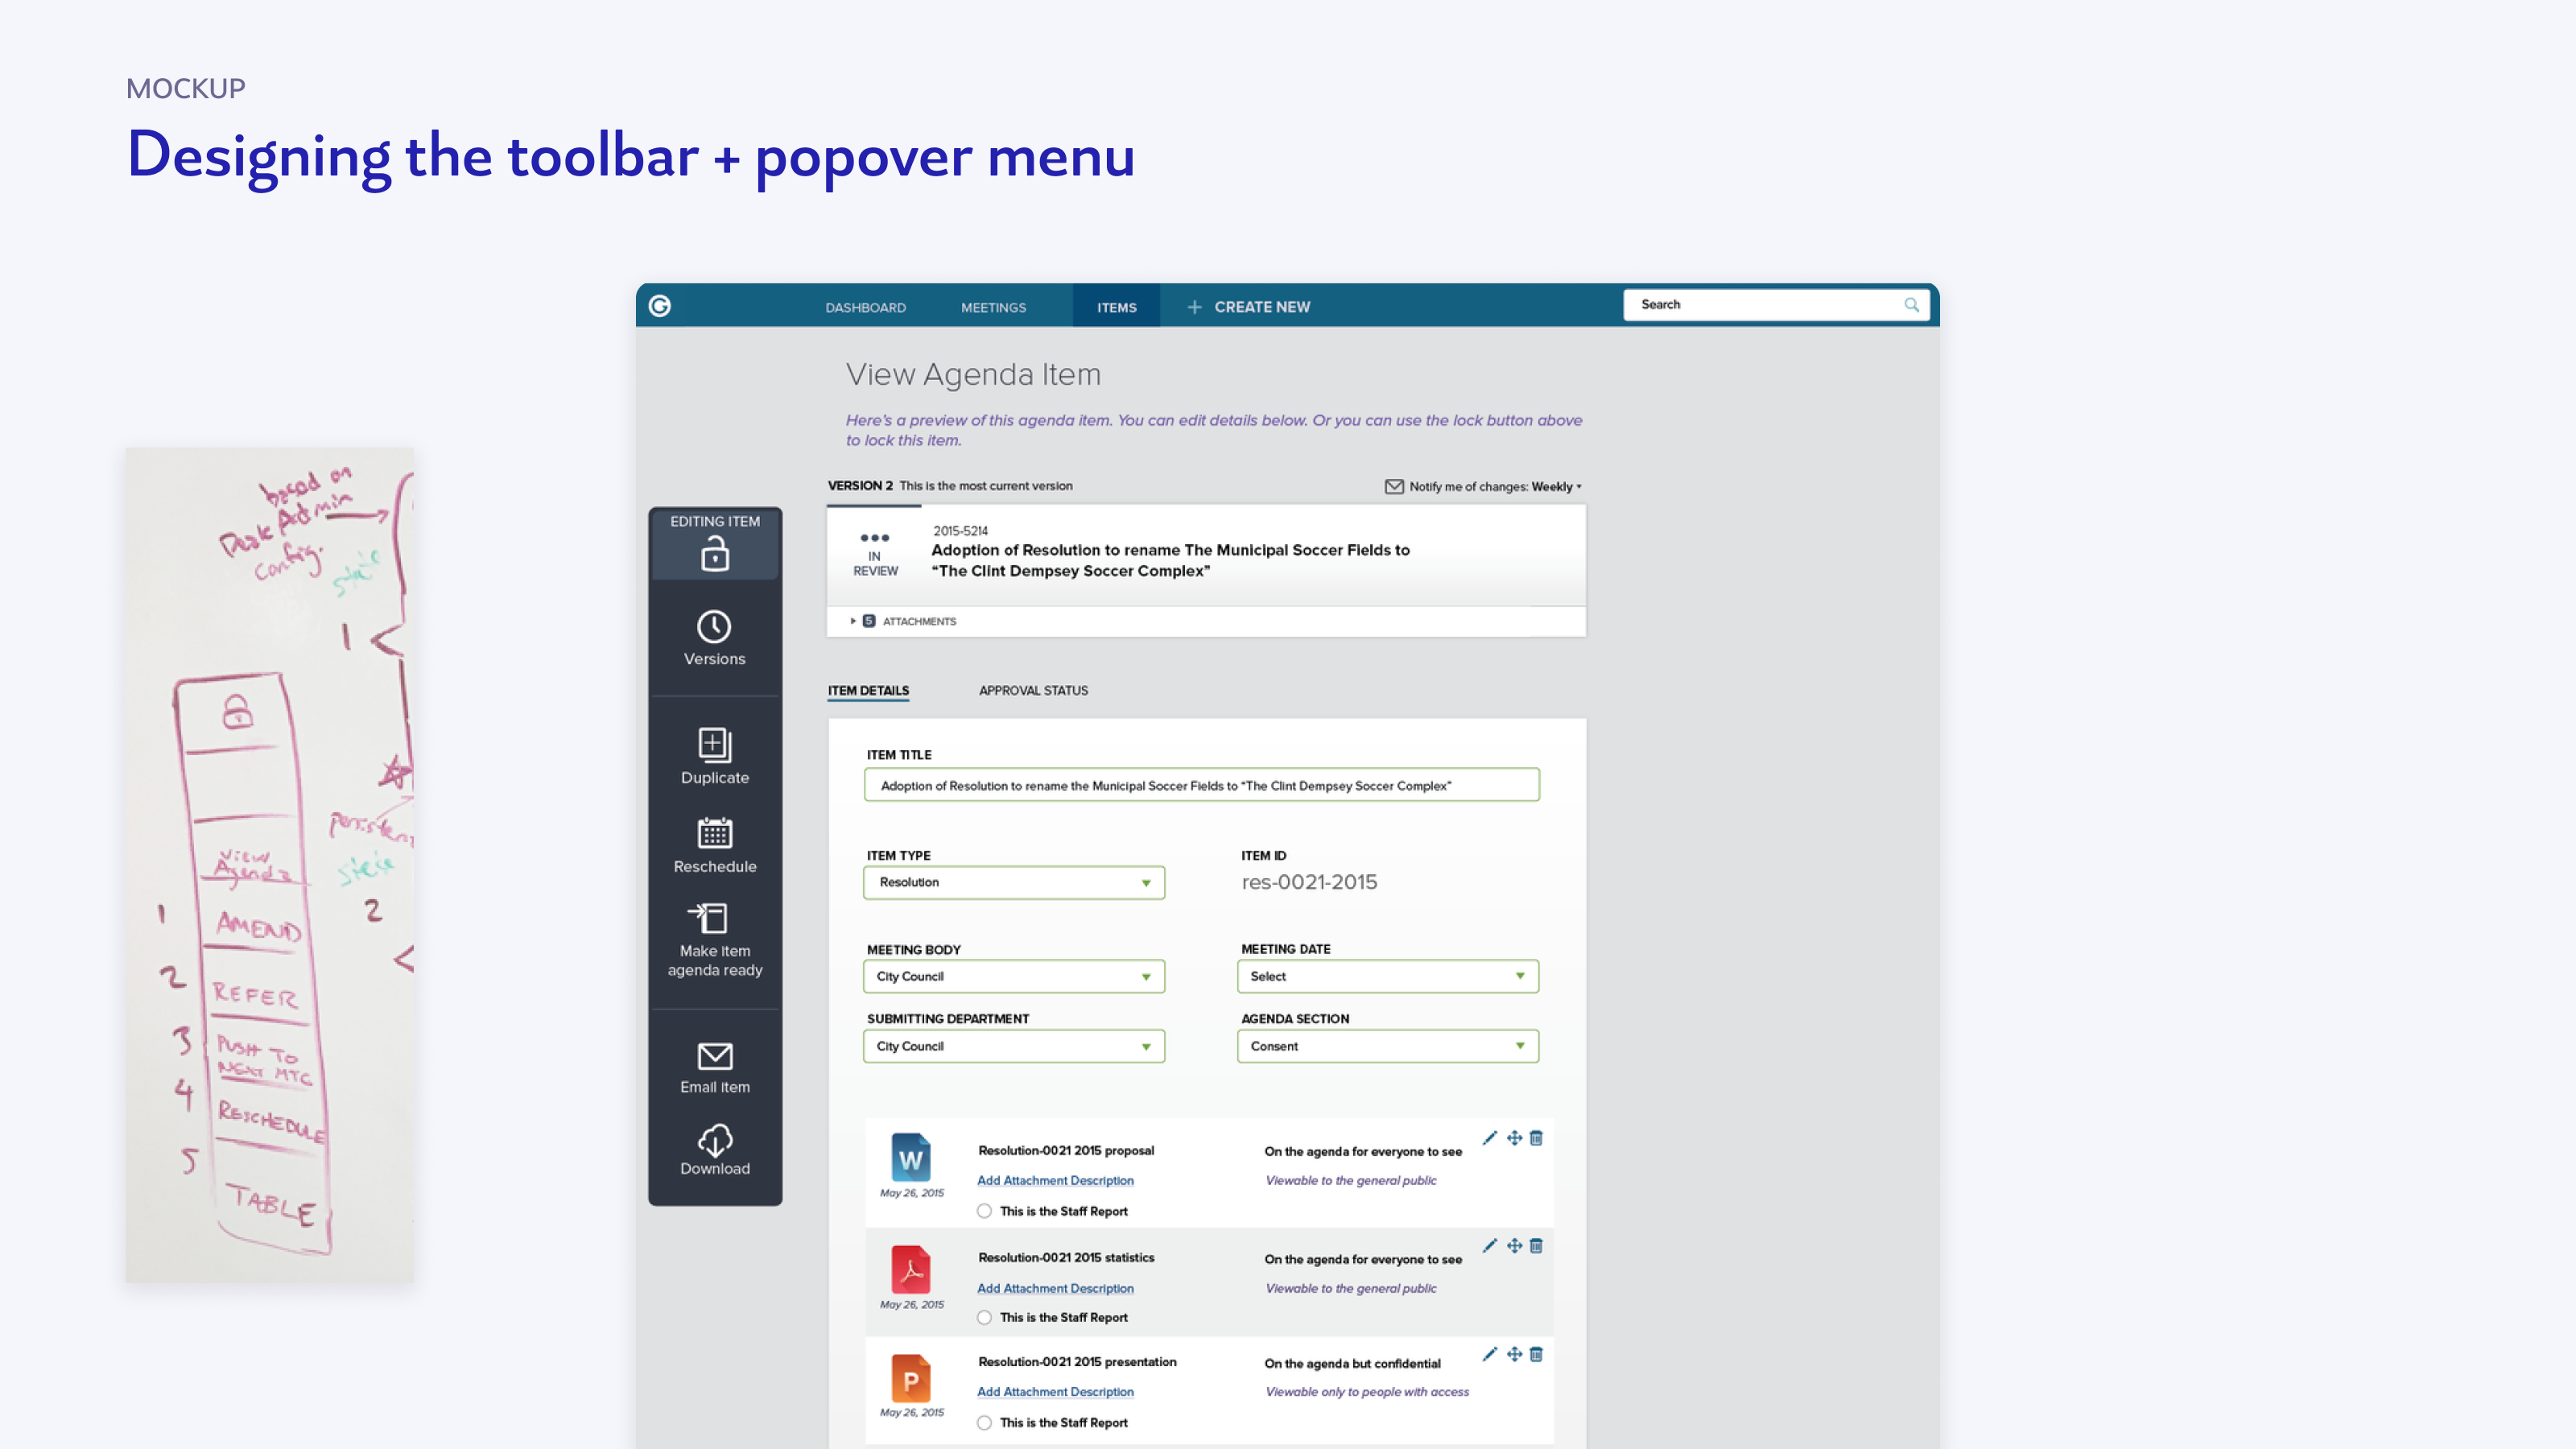 MOCKUP
Designing the toolbar + popover menu
based on
Peak Admin
config.
state
1
View
Agenda
1
AMEND
2
2
REFER
3
PUSH TO
NEXT MTG
4
RESCHEDULE
5
TABLE
DASHBOARD
MEETINGS
ITEMS
+ CREATE NEW
Search
View Agenda Item
Here's a preview of this agenda item. You can edit details below. Or you can use the lock button above
to lock this item.
VERSION 2 This is the most current version
Notify me of changes: Weekly
EDITING ITEM
Versions
Duplicate
Reschedule
Make item
agenda ready
Email item
Download
IN
REVIEW
2015-5214
Adoption of Resolution to rename The Municipal Soccer Fields to
“The Clint Dempsey Soccer Complex”
5 ATTACHMENTS
ITEM DETAILS
APPROVAL STATUS
ITEM TITLE
Adoption of Resolution to rename the Municipal Soccer Fields to “The Clint Dempsey Soccer Complex”
ITEM TYPE
Resolution
ITEM ID
res-0021-2015
MEETING BODY
City Council
MEETING DATE
Select
SUBMITTING DEPARTMENT
City Council
AGENDA SECTION
Consent
W
May 26, 2015
Resolution-0021 2015 proposal
Add Attachment Description
This is the Staff Report
On the agenda for everyone to see
Viewable to the general public
May 26, 2015
Resolution-0021 2015 statistics
Add Attachment Description
This is the Staff Report
On the agenda for everyone to see
Viewable to the general public
P
May 26, 2015
Resolution-0021 2015 presentation
Add Attachment Description
This is the Staff Report
On the agenda but confidential
Viewable only to people with access